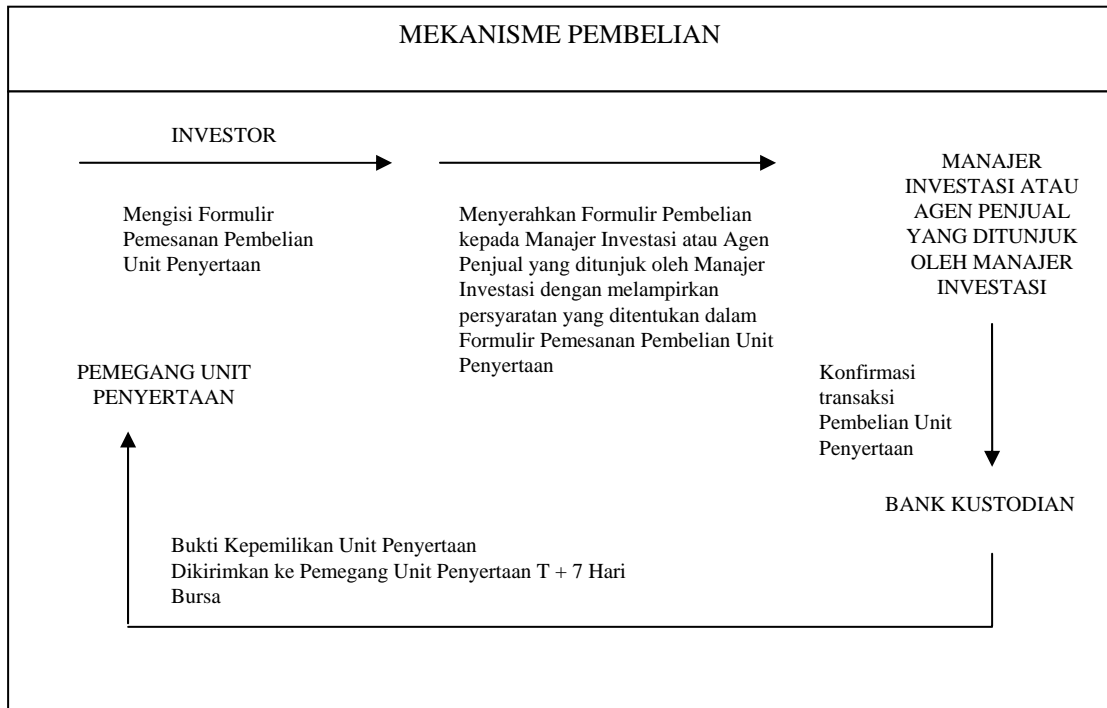 MEKANISME PEMBELIAN
INVESTOR
Mengisi Formulir
Pemesanan Pembelian
Unit Penyertaan
Menyerahkan Formulir Pembelian
kepada Manajer Investasi atau Agen
Penjual yang ditunjuk oleh Manajer
Investasi dengan melampirkan
persyaratan yang ditentukan dalam
Formulir Pemesanan Pembelian Unit
Penyertaan
MANAJER
INVESTASI ATAU
AGEN PENJUAL
YANG DITUNJUK
OLEH MANAJER
INVESTASI
Konfirmasi
transaksi
Pembelian Unit
Penyertaan
BANK KUSTODIAN
Bukti Kepemilikan Unit Penyertaan
Dikirimkan ke Pemegang Unit Penyertaan T + 7 Hari
Bursa
PEMEGANG UNIT
PENYERTAAN